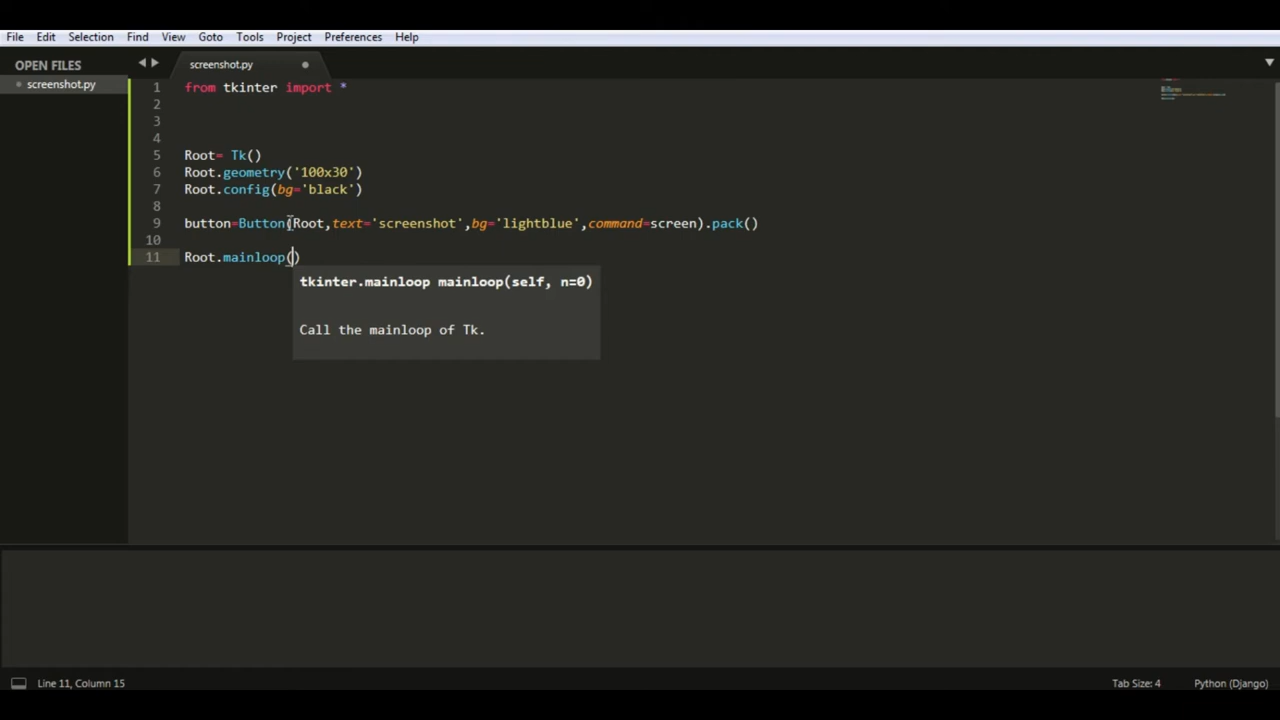 File Edit Selection Find View Goto Tools Project Preferences Help
OPEN FILES
screenshot.py
screenshot.py
1 from tkinter import *
2
3
4
5 Root= Tk()
6 Root.geometry('100x30')
7 Root.config(bg='black')
8
9 button=Button(Root,text='screenshot',bg='lightblue',command=screen).pack()
10
11 Root.mainloop()
tkinter.mainloop mainloop(self, n=0)
Call the mainloop of Tk.
Line 11, Column 15
Tab Size: 4
Python (Django)